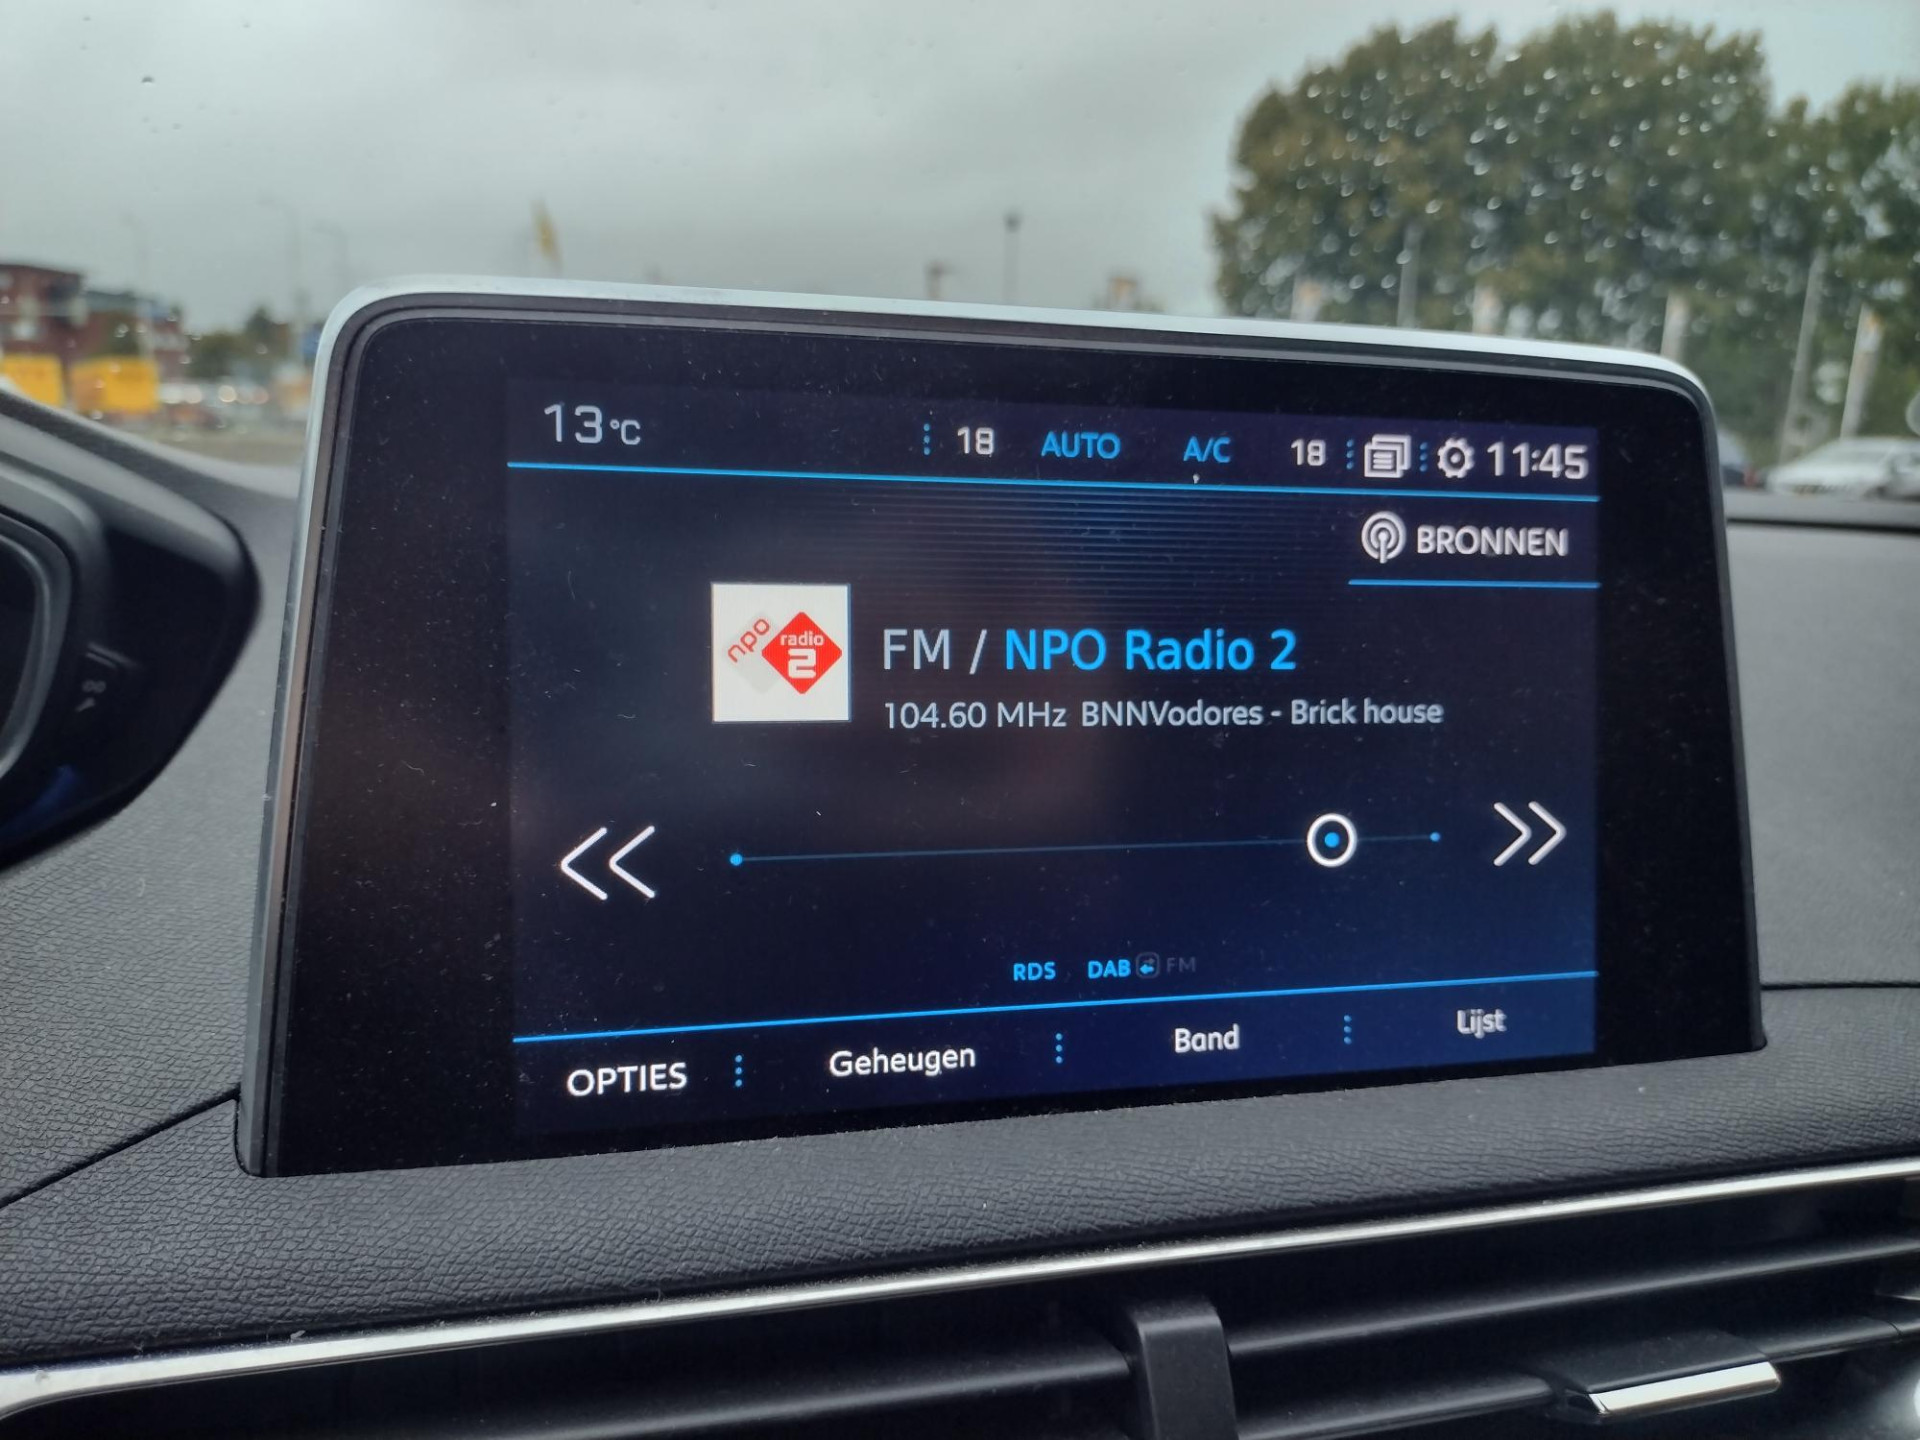 13°C 18 AUTO A/C 18 11:45
BRONNEN
npo radio 2
FM / NPO Radio 2
104.60 MHz BNNVodores - Brick house
RDS DAB FM
OPTIES Geheugen Band Lijst